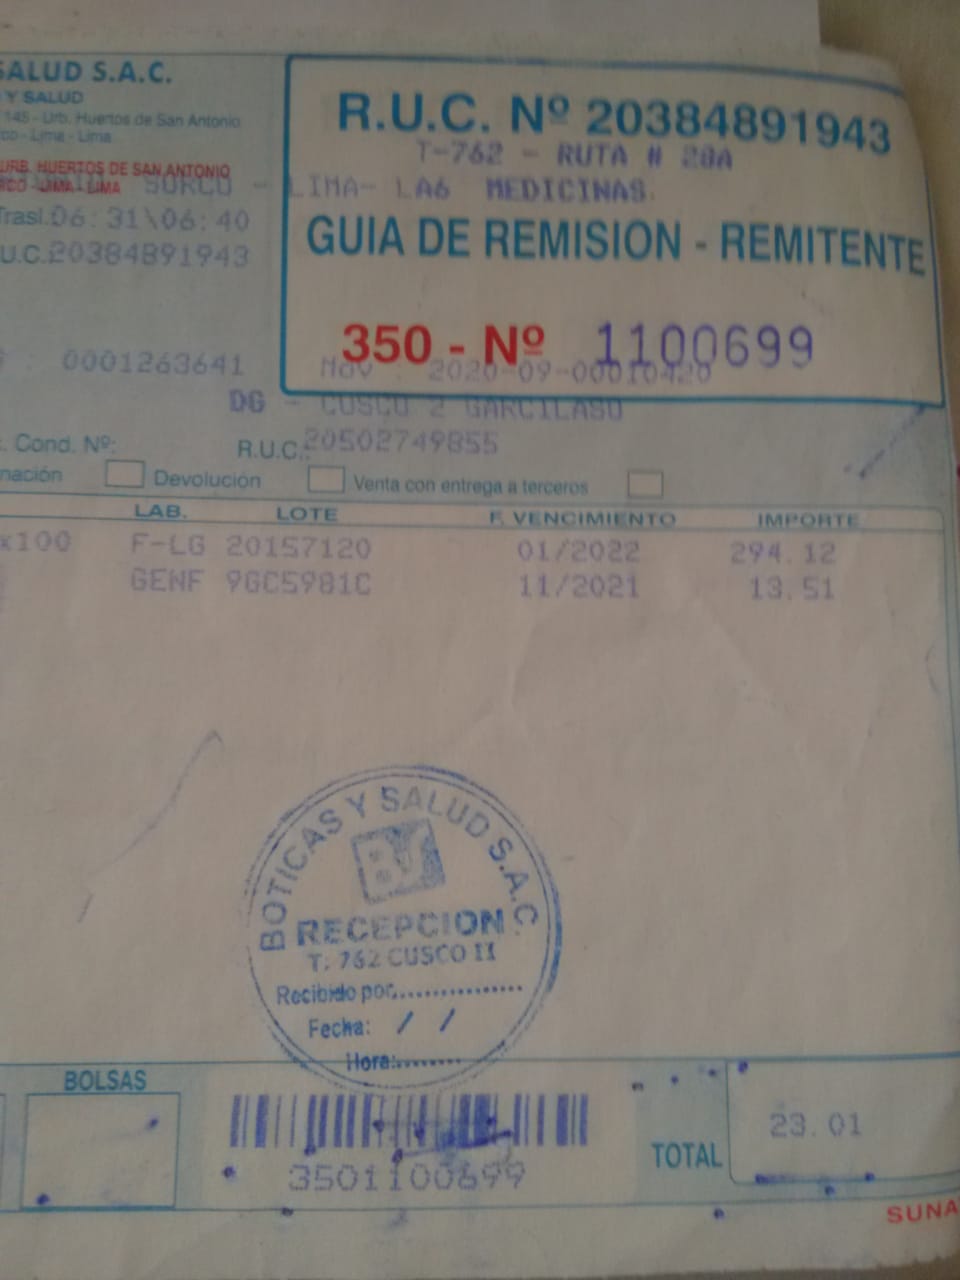 SALUD S.A.C.
Y SALUD
145 - Urb. Huertos de San Antonio
co - Lima - Lima
URB. HUERTOS DE SAN ANTONIO
RCO - LIMA - LIMA
R.U.C. Nº 20384891943
T-762 - RUTA # 20A
SURCO - LIMA- LA6 MEDICINAS.
Trasl.06:31\06:40
U.C.20384891943
GUIA DE REMISION - REMITENTE
350 - Nº 1100699
: 0001263641 Mov : 2020-09-00010420
DG - CUSCO 2 GARCILASO
. Cond. Nº: R.U.C.:20502749855
nación Devolución Venta con entrega a terceros
LAB. LOTE F. VENCIMIENTO IMPORTE
x100 F-LG 20157120 01/2022 294.12
GENF 9GC5981C 11/2021 13.51
BOTICAS Y SALUD S.A.C.
BS
RECEPCION
T. 762 CUSCO II
Recibido por:..................
Fecha: / /
Hora:.........
BOLSAS
3501100699
TOTAL 23.01
SUNA